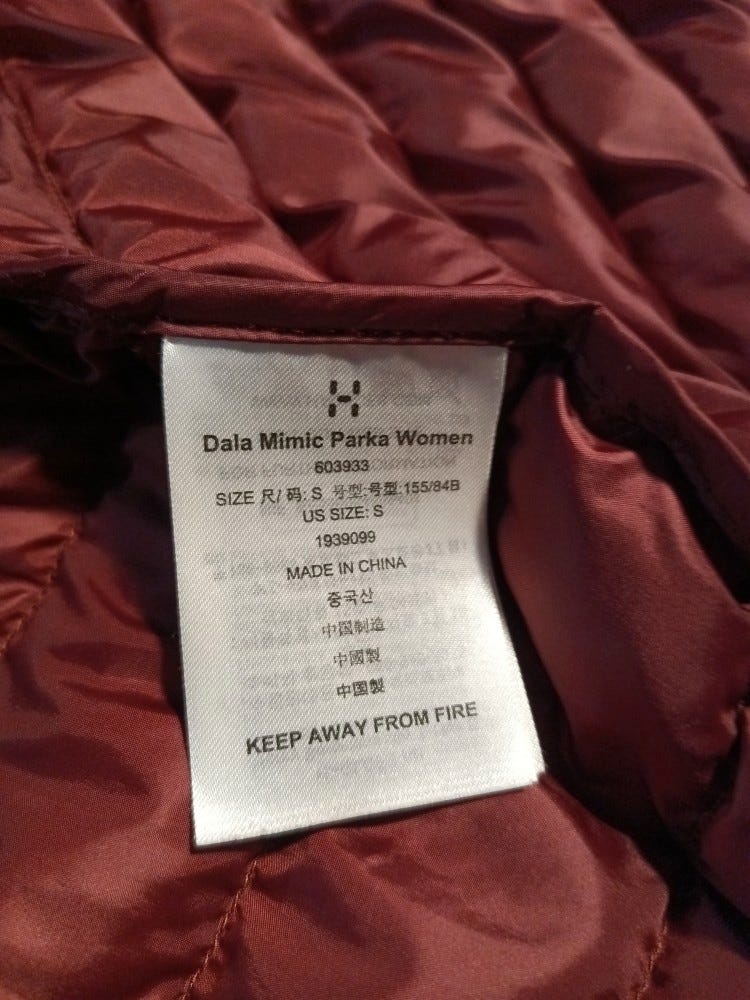 Dala Mimic Parka Women
603933
SIZE 尺/ 码: S 号型:号型:155/84B
US SIZE: S
1939099
MADE IN CHINA
중국산
中国制造
中國製
中国製
KEEP AWAY FROM FIRE